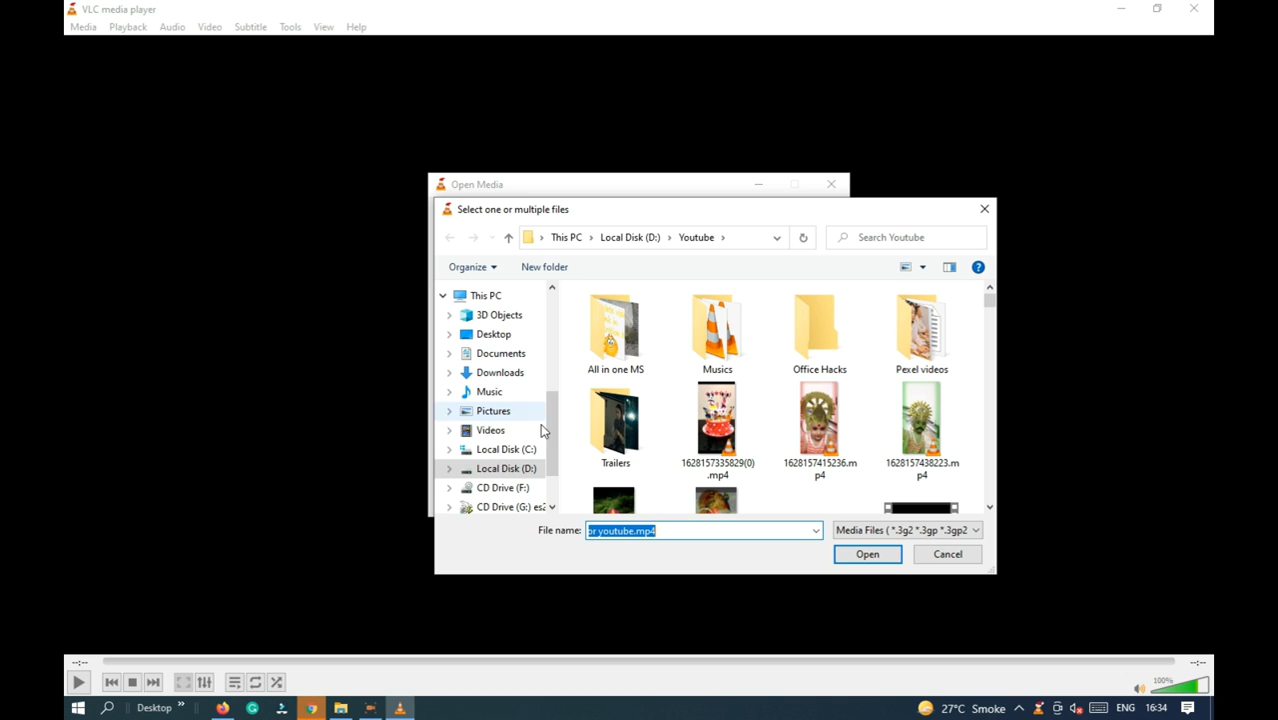 VLC media player
Media Playback Audio Video Subtitle Tools View Help
Open Media
Select one or multiple files
This PC › Local Disk (D:) › Youtube ›
Search Youtube
Organize New folder
This PC
3D Objects
Desktop
Documents
Downloads
Music
Pictures
Videos
Local Disk (C:)
Local Disk (D:)
CD Drive (F:)
CD Drive (G:) es2
All in one MS
Musics
Office Hacks
Pexel videos
Trailers
1628157335829(0)
.mp4
1628157415236.m
p4
1628157438223.m
p4
File name: or youtube.mp4
Media Files ( *.3g2 *.3gp *.3gp2
Open Cancel
--:-- --:--
100%
Desktop » 27°C Smoke ENG 16:34